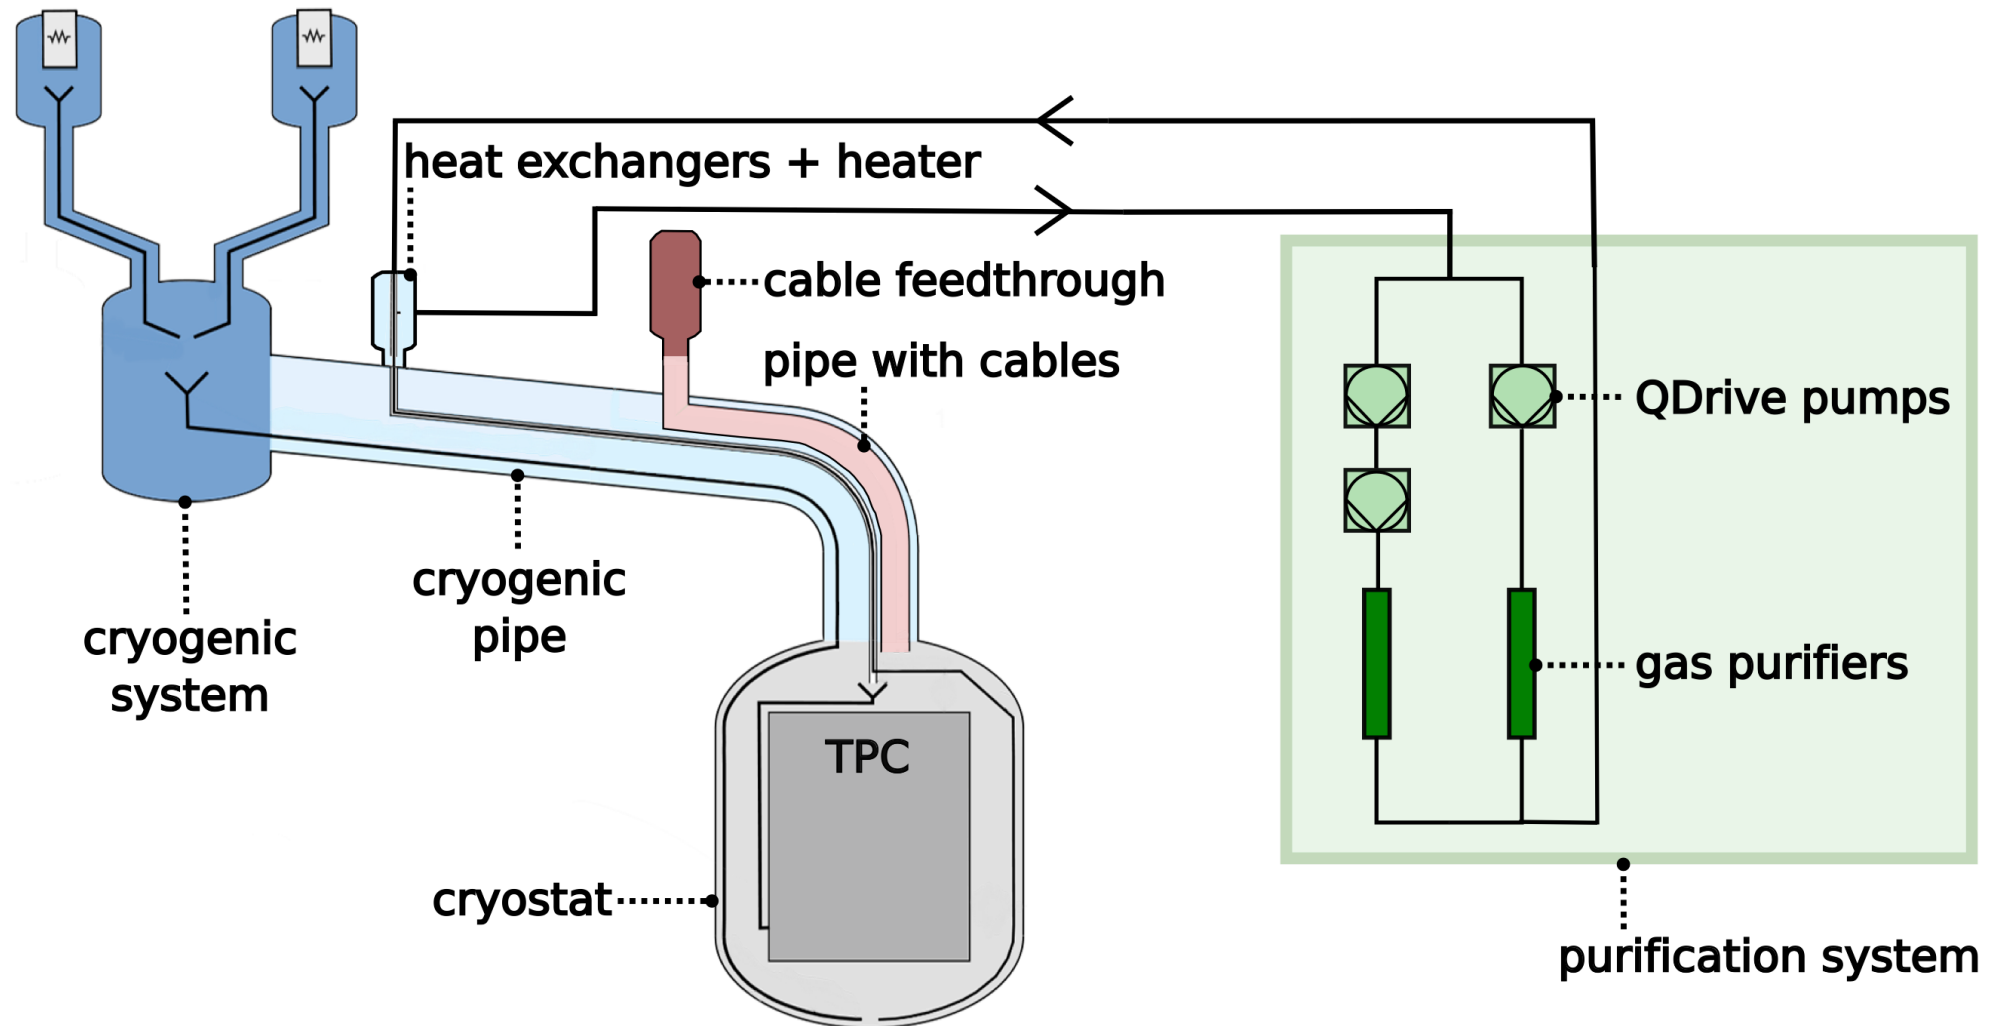 heat exchangers + heater
cable feedthrough
pipe with cables
QDrive pumps
cryogenic
pipe
cryogenic
system
gas purifiers
TPC
cryostat
purification system